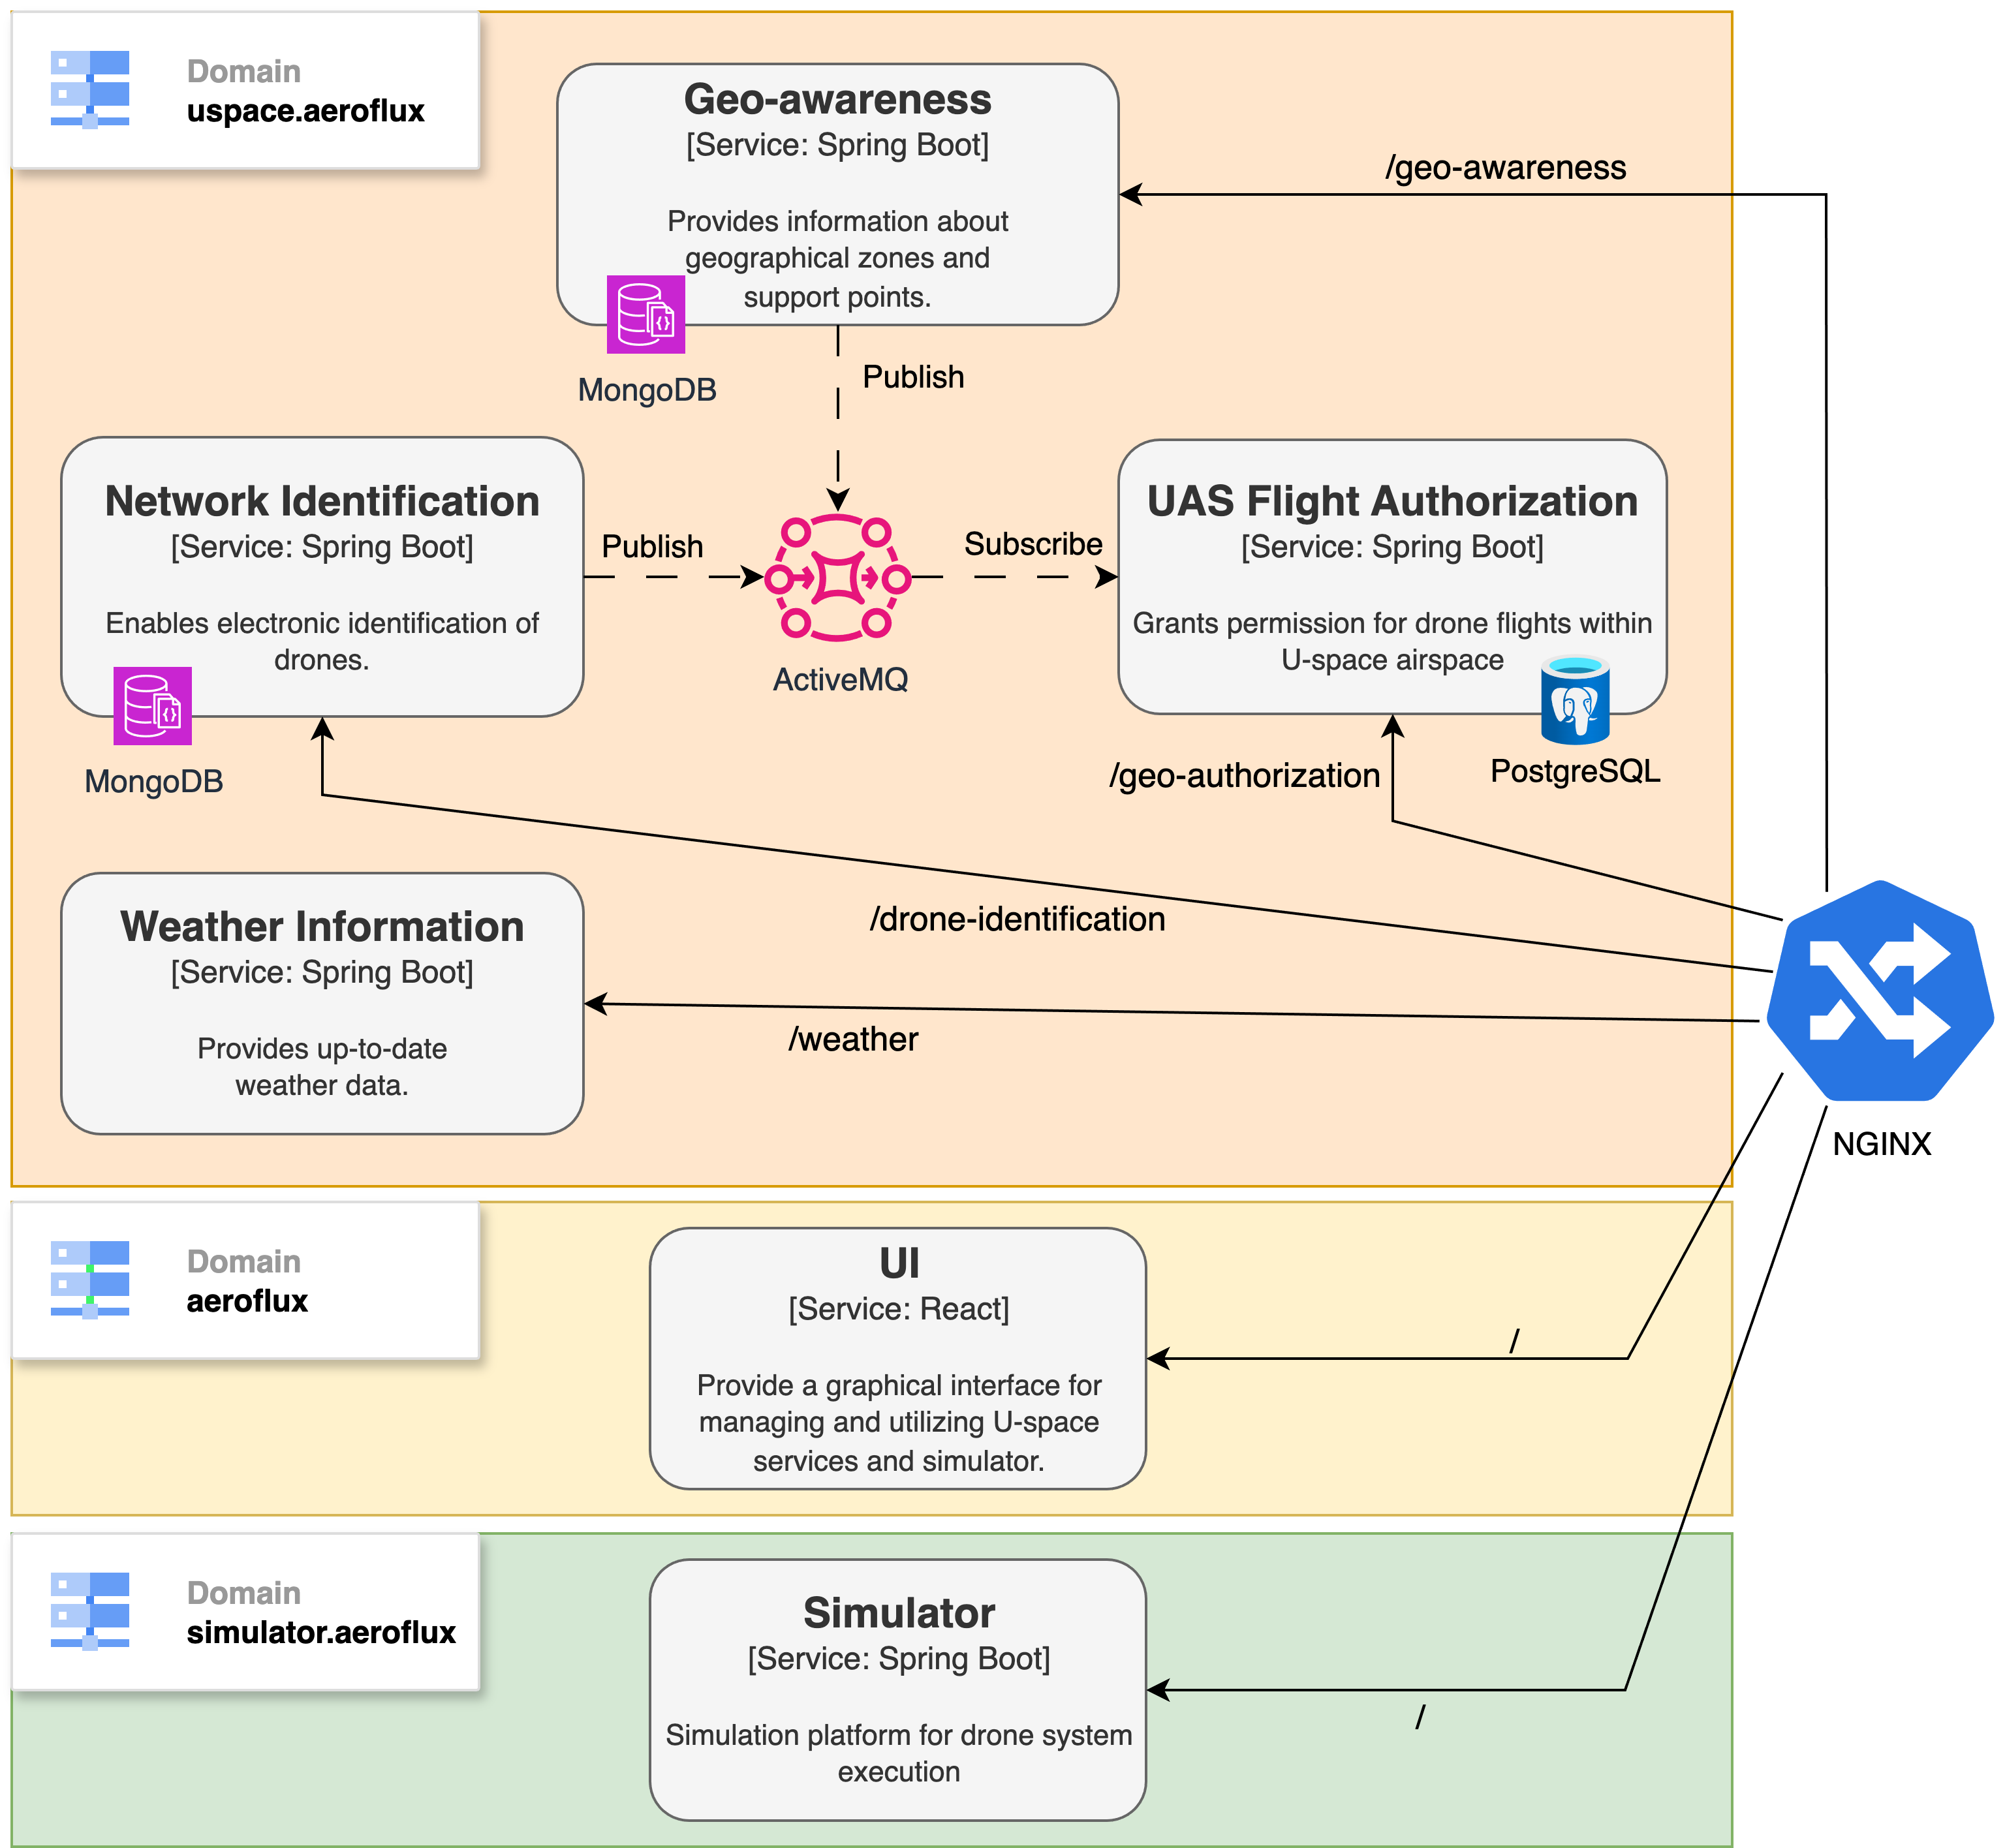 Domain
uspace.aeroflux
Geo-awareness
[Service: Spring Boot]
Provides information about
geographical zones and
support points.
MongoDB
/geo-awareness
Publish
Network Identification
[Service: Spring Boot]
Enables electronic identification of
drones.
MongoDB
Publish
ActiveMQ
Subscribe
UAS Flight Authorization
[Service: Spring Boot]
Grants permission for drone flights within
U-space airspace
PostgreSQL
/geo-authorization
/drone-identification
Weather Information
[Service: Spring Boot]
Provides up-to-date
weather data.
/weather
NGINX
Domain
aeroflux
UI
[Service: React]
Provide a graphical interface for
managing and utilizing U-space
services and simulator.
/
Domain
simulator.aeroflux
Simulator
[Service: Spring Boot]
Simulation platform for drone system
execution
/